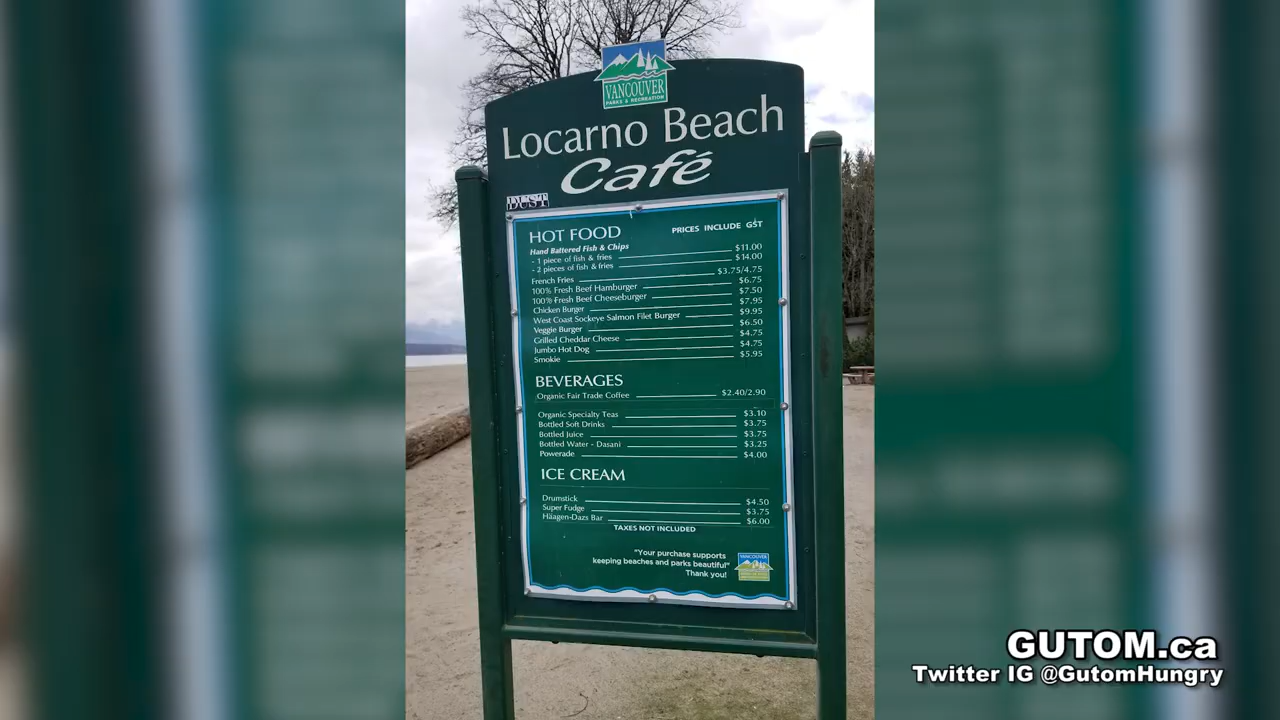 VANCOUVER
PARKS & RECREATION
Locarno Beach
Café
DUST
HOT FOOD PRICES INCLUDE GST
Hand Battered Fish & Chips
- 1 piece of fish & fries $11.00
- 2 pieces of fish & fries $14.00
French Fries $3.75/4.75
100% Fresh Beef Hamburger $6.75
100% Fresh Beef Cheeseburger $7.50
Chicken Burger $7.95
West Coast Sockeye Salmon Filet Burger $9.95
Veggie Burger $6.50
Grilled Cheddar Cheese $4.75
Jumbo Hot Dog $4.75
Smokie $5.95
BEVERAGES
Organic Fair Trade Coffee $2.40/2.90
Organic Specialty Teas $3.10
Bottled Soft Drinks $3.75
Bottled Juice $3.75
Bottled Water - Dasani $3.25
Powerade $4.00
ICE CREAM
Drumstick $4.50
Super Fudge $3.75
Häagen-Dazs Bar $6.00
TAXES NOT INCLUDED
"Your purchase supports
keeping beaches and parks beautiful"
Thank you!
VANCOUVER
GUTOM.ca
Twitter IG @GutomHungry